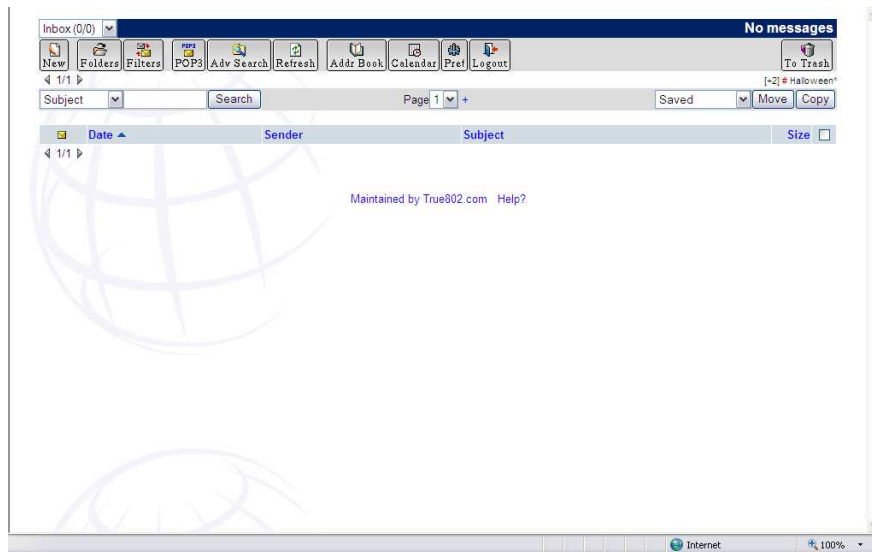 Inbox (0/0) No messages
New Folders Filters POP3 POP3 Adv Search Refresh Addr Book Calendar Pref Logout To Trash
1/1 [+2] # Halloween*
Subject Search Page 1 + Saved Move Copy
Date Sender Subject Size
1/1
Maintained by True802.com Help?
Internet 100%